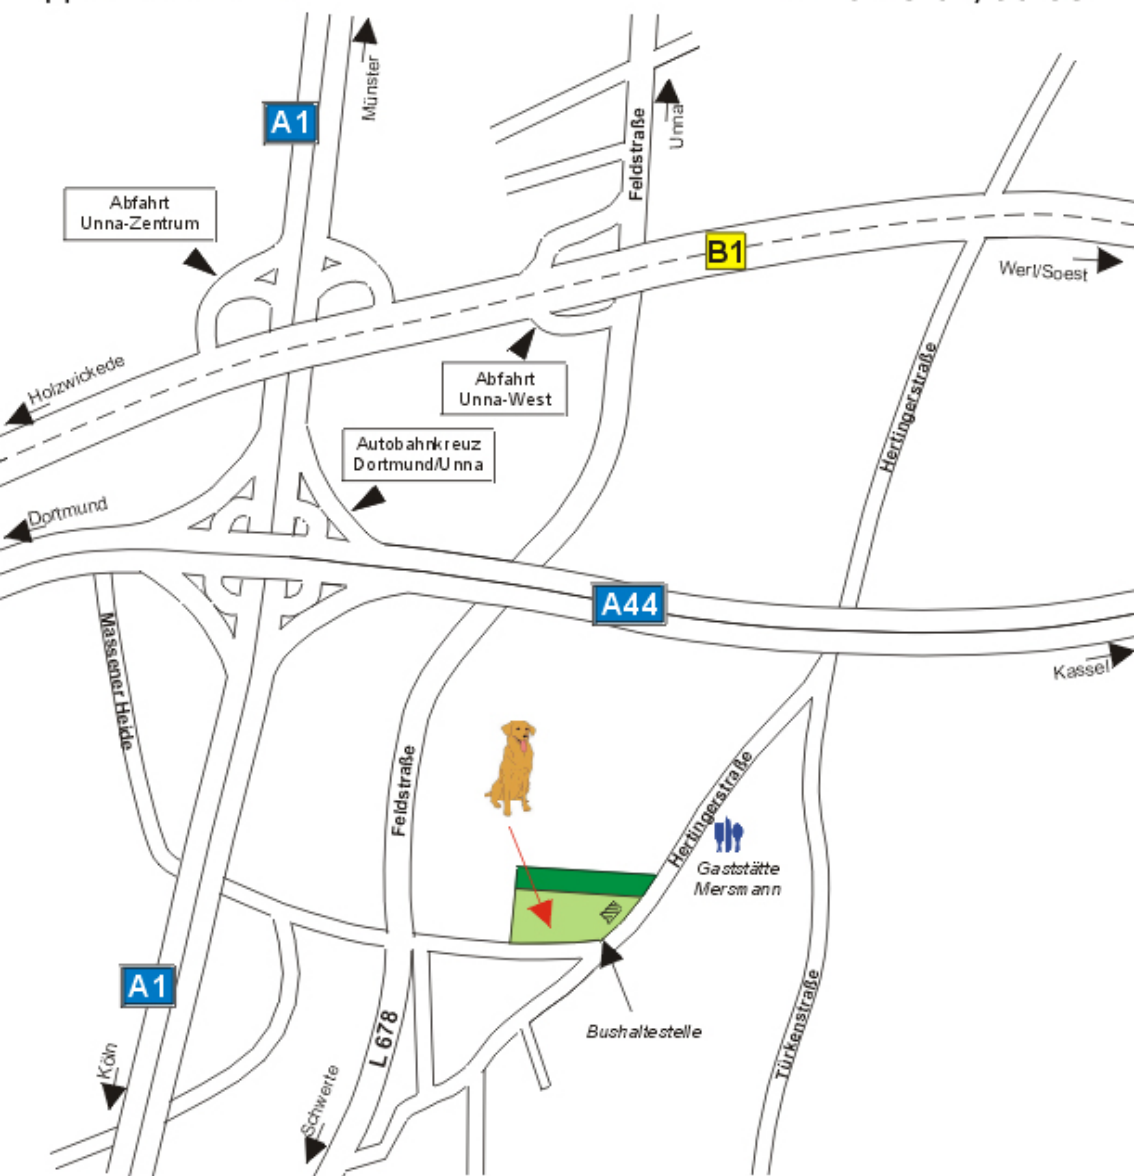 Münster
A1
Unna
Feldstraße
Abfahrt
Unna-Zentrum
B1
Werl/Soest
Holzwickede
Abfahrt
Unna-West
Hertingerstraße
Autobahnkreuz
Dortmund/Unna
Dortmund
A44
Kassel
Massener Heide
Feldstraße
Hertingerstraße
Gaststätte
Mersmann
A1
L 678
Bushaltestelle
Türkenstraße
Köln
Schwerte